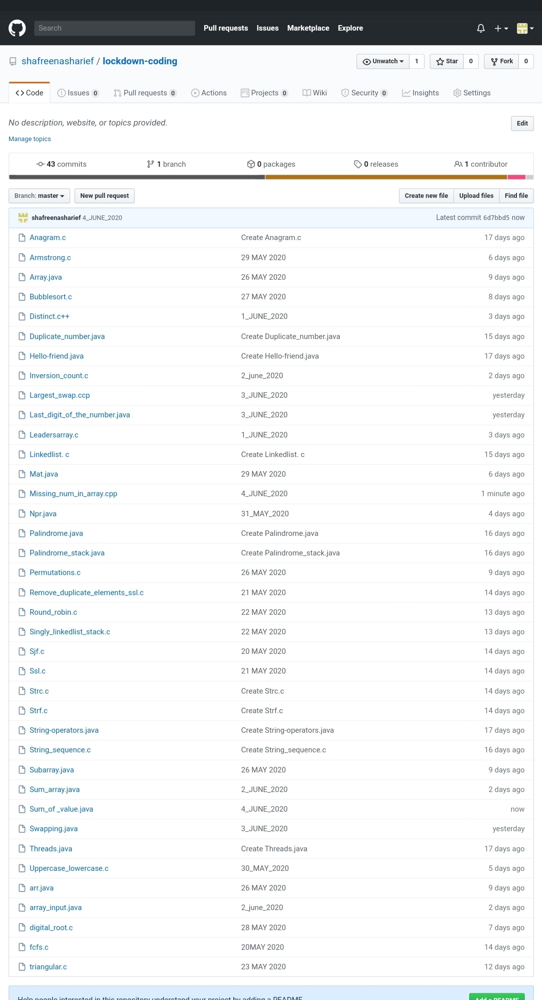 Search Pull requests Issues Marketplace Explore
shafreenasharief / lockdown-coding Unwatch 1 Star 0 Fork 0
Code Issues 0 Pull requests 0 Actions Projects 0 Wiki Security 0 Insights Settings
No description, website, or topics provided. Edit
Manage topics
43 commits 1 branch 0 packages 0 releases 1 contributor
Branch: master New pull request Create new file Upload files Find file
shafreenasharief 4_JUNE_2020 Latest commit 6d7bbd5 now
Anagram.c Create Anagram.c 17 days ago
Armstrong.c 29 MAY 2020 6 days ago
Array.java 26 MAY 2020 9 days ago
Bubblesort.c 27 MAY 2020 8 days ago
Distinct.c++ 1_JUNE_2020 3 days ago
Duplicate_number.java Create Duplicate_number.java 15 days ago
Hello-friend.java Create Hello-friend.java 17 days ago
Inversion_count.c 2_june_2020 2 days ago
Largest_swap.ccp 3_JUNE_2020 yesterday
Last_digit_of_the_number.java 3_JUNE_2020 yesterday
Leadersarray.c 1_JUNE_2020 3 days ago
Linkedlist. c Create Linkedlist. c 15 days ago
Mat.java 29 MAY 2020 6 days ago
Missing_num_in_array.cpp 4_JUNE_2020 1 minute ago
Npr.java 31_MAY_2020 4 days ago
Palindrome.java Create Palindrome.java 16 days ago
Palindrome_stack.java Create Palindrome_stack.java 16 days ago
Permutations.c 26 MAY 2020 9 days ago
Remove_duplicate_elements_ssl.c 21 MAY 2020 14 days ago
Round_robin.c 22 MAY 2020 13 days ago
Singly_linkedlist_stack.c 22 MAY 2020 13 days ago
Sjf.c 20 MAY 2020 14 days ago
Ssl.c 21 MAY 2020 14 days ago
Strc.c Create Strc.c 14 days ago
Strf.c Create Strf.c 14 days ago
String-operators.java Create String-operators.java 17 days ago
String_sequence.c Create String_sequence.c 16 days ago
Subarray.java 26 MAY 2020 9 days ago
Sum_array.java 2_JUNE_2020 2 days ago
Sum_of _value.java 4_JUNE_2020 now
Swapping.java 3_JUNE_2020 yesterday
Threads.java Create Threads.java 17 days ago
Uppercase_lowercase.c 30_MAY_2020 5 days ago
arr.java 26 MAY 2020 9 days ago
array_input.java 2_june_2020 2 days ago
digital_root.c 28 MAY 2020 7 days ago
fcfs.c 20MAY 2020 14 days ago
triangular.c 23 MAY 2020 12 days ago
Help people interested in this repository understand your project by adding a README. Add a README